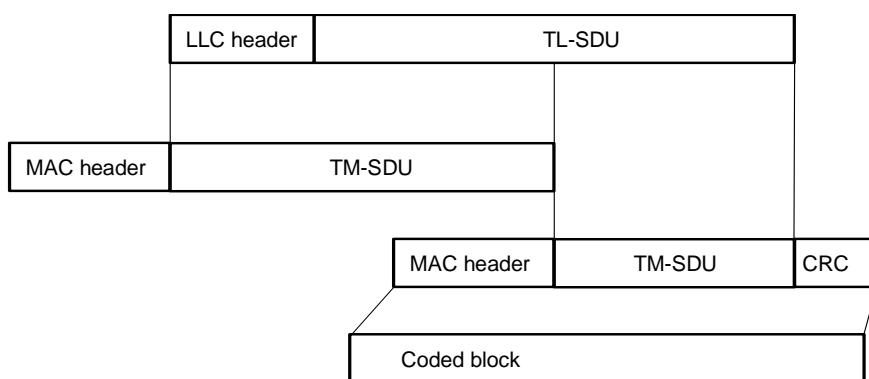 LLC header TL-SDU
MAC header TM-SDU
MAC header TM-SDU CRC
Coded block